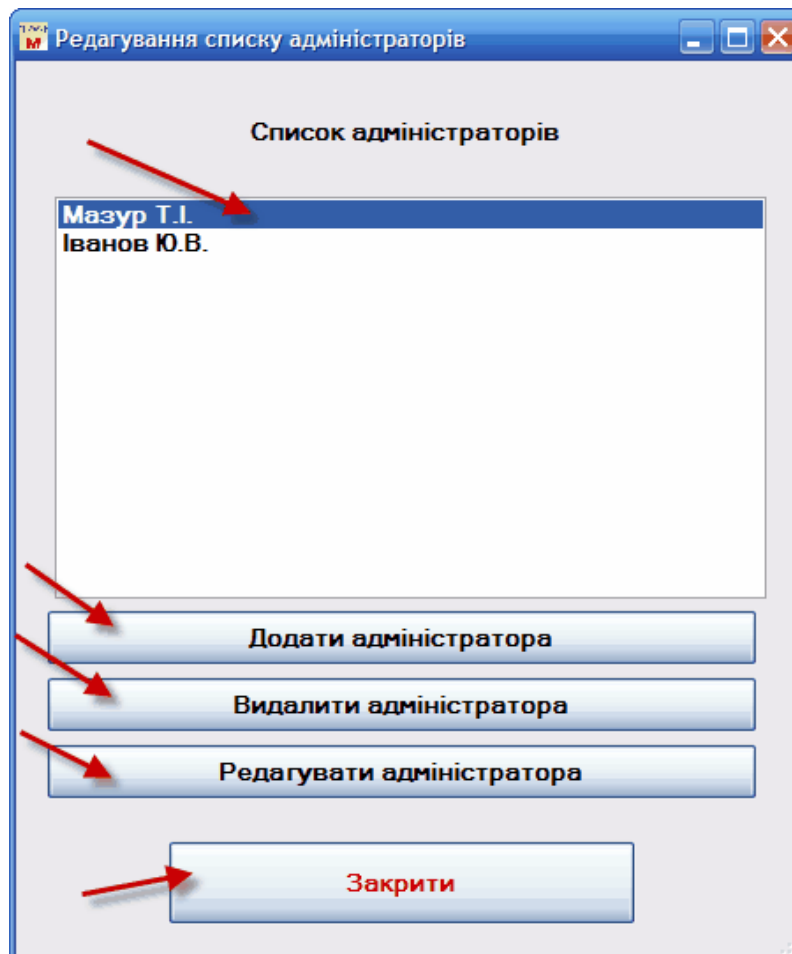 Редагування списку адміністраторів
Список адміністраторів
Мазур Т.І.
Іванов Ю.В.
Додати адміністратора
Видалити адміністратора
Редагувати адміністратора
Закрити